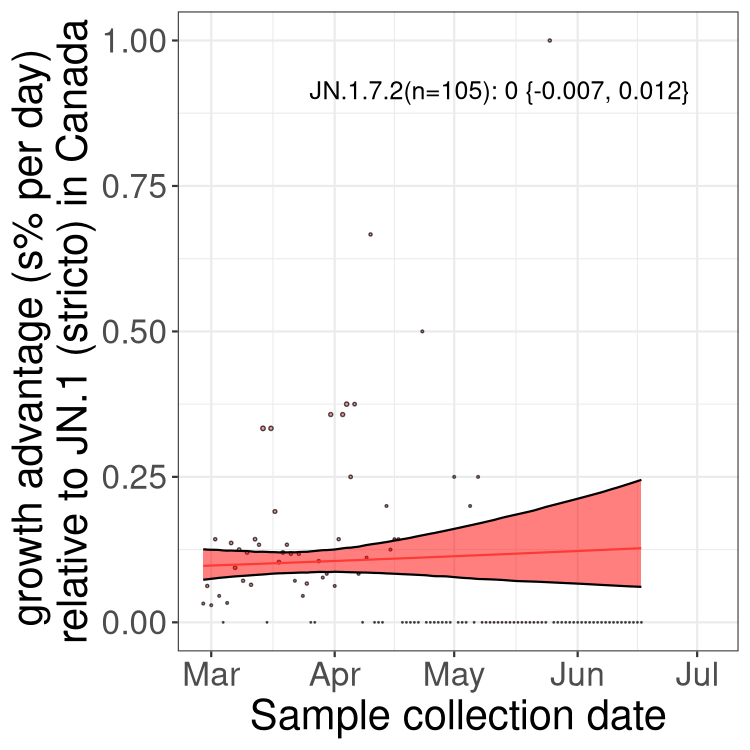 growth advantage (s% per day)
relative to JN.1 (stricto) in Canada
1.00
0.75
0.50
0.25
0.00
JN.1.7.2(n=105): 0 {-0.007, 0.012}
Mar Apr May Jun Jul
Sample collection date